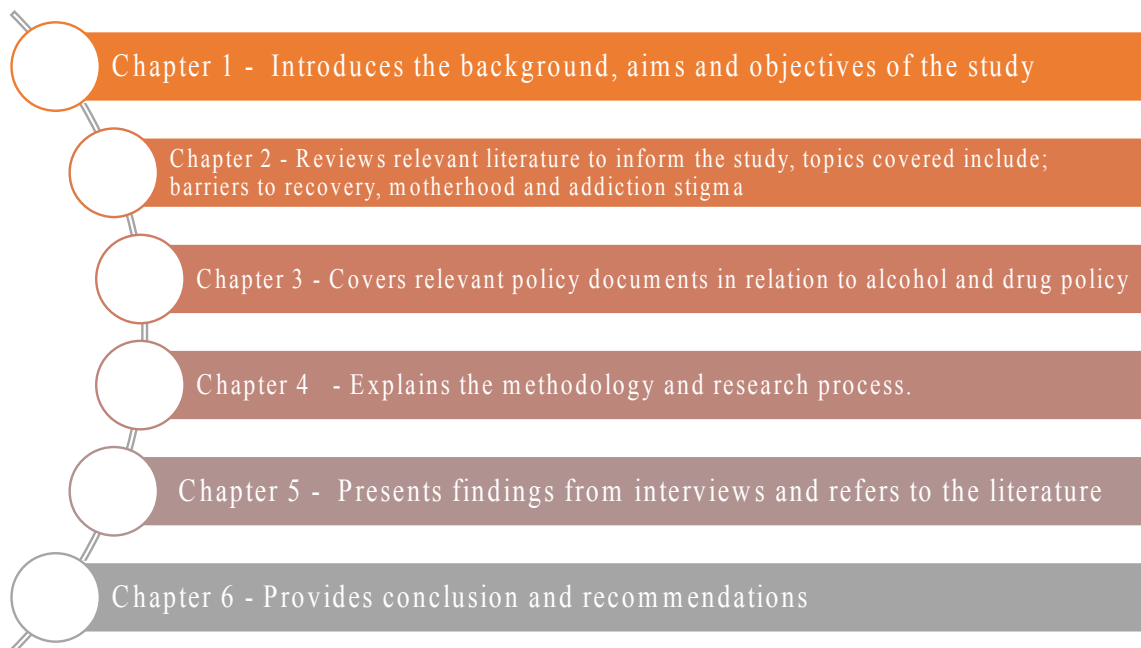 Chapter 1 - Introduces the background, aims and objectives of the study
Chapter 2 - Reviews relevant literature to inform the study, topics covered include;
barriers to recovery, motherhood and addiction stigma
Chapter 3 - Covers relevant policy documents in relation to alcohol and drug policy
Chapter 4 - Explains the methodology and research process.
Chapter 5 - Presents findings from interviews and refers to the literature
Chapter 6 - Provides conclusion and recommendations